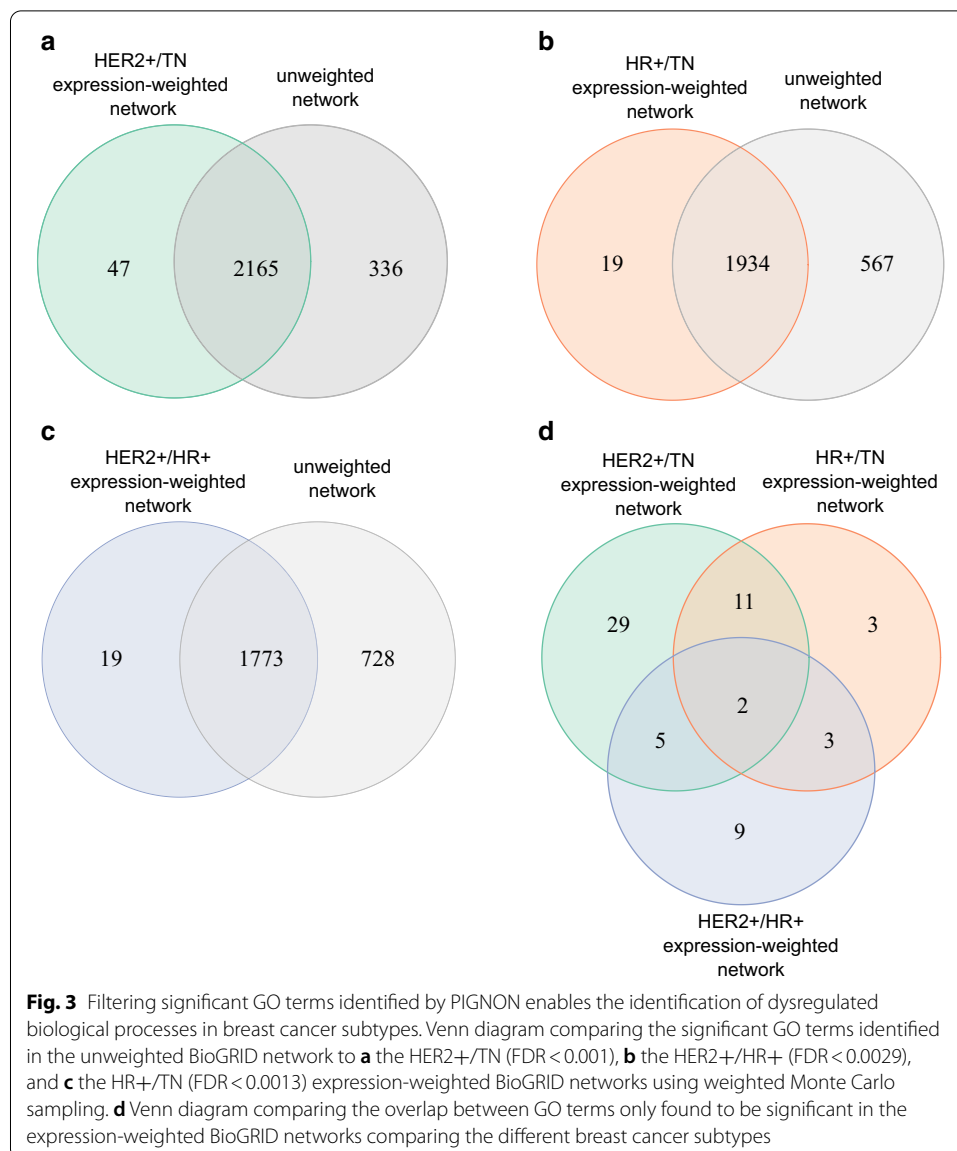 a
HER2+/TN
expression-weighted
network
unweighted
network
47
2165
336
b
HR+/TN
expression-weighted
network
unweighted
network
19
1934
567
c
HER2+/HR+
expression-weighted
network
unweighted
network
19
1773
728
d
HER2+/TN
expression-weighted
network
HR+/TN
expression-weighted
network
29
11
3
2
5
3
9
HER2+/HR+
expression-weighted
network
Fig. 3 Filtering significant GO terms identified by PIGNON enables the identification of dysregulated
biological processes in breast cancer subtypes. Venn diagram comparing the significant GO terms identified
in the unweighted BioGRID network to a the HER2+/TN (FDR < 0.001), b the HER2+/HR+ (FDR < 0.0029),
and c the HR+/TN (FDR < 0.0013) expression-weighted BioGRID networks using weighted Monte Carlo
sampling. d Venn diagram comparing the overlap between GO terms only found to be significant in the
expression-weighted BioGRID networks comparing the different breast cancer subtypes